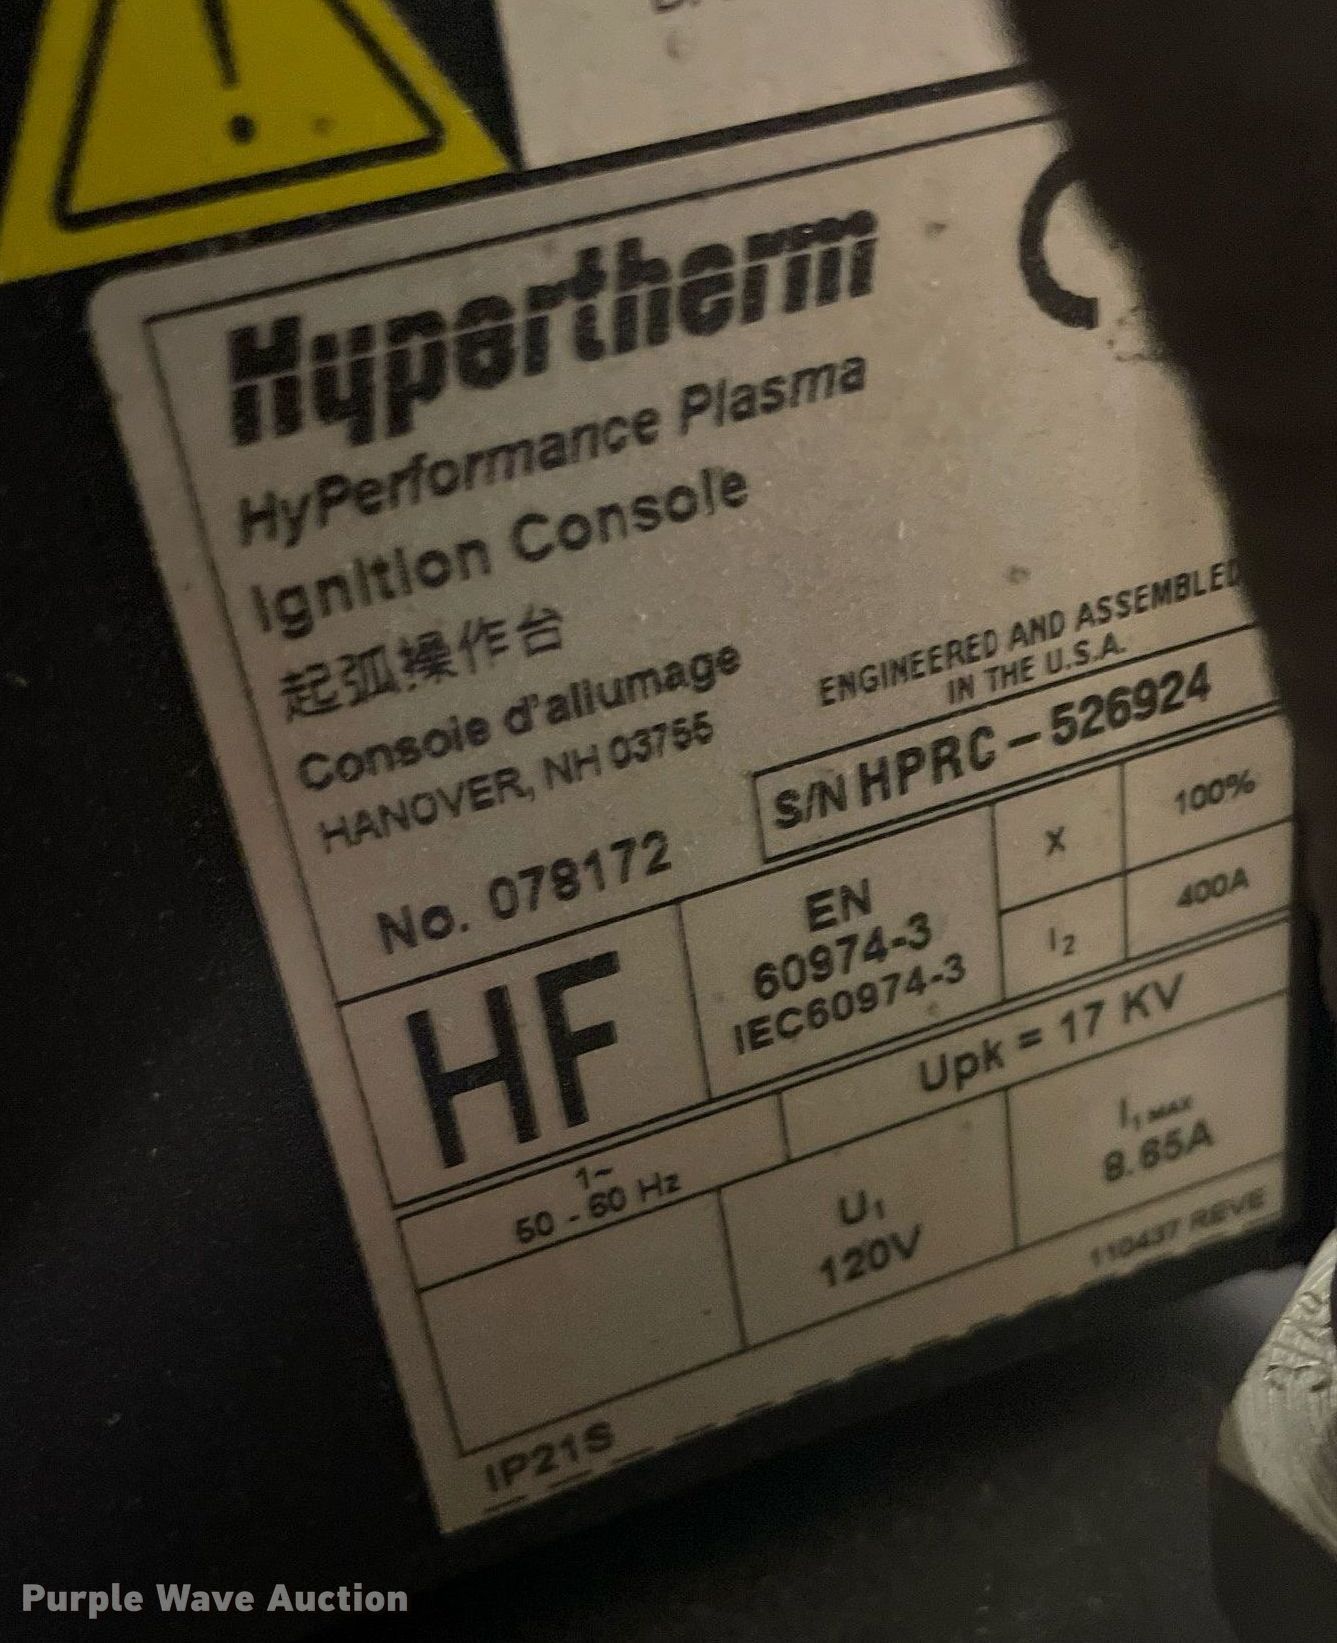 Hypertherm
HyPerformance Plasma
Ignition Console
起弧操作台
Console d'allumage
HANOVER, NH 03755
ENGINEERED AND ASSEMBLED
IN THE U.S.A.
No. 078172
S/N HPRC - 526924
HF
EN
60974-3
IEC60974-3
X
100%
I2
400A
1~
50 - 60 Hz
Upk = 17 KV
U1
120V
I1 MAX
8.65A
110437 REVE
IP21S
Purple Wave Auction